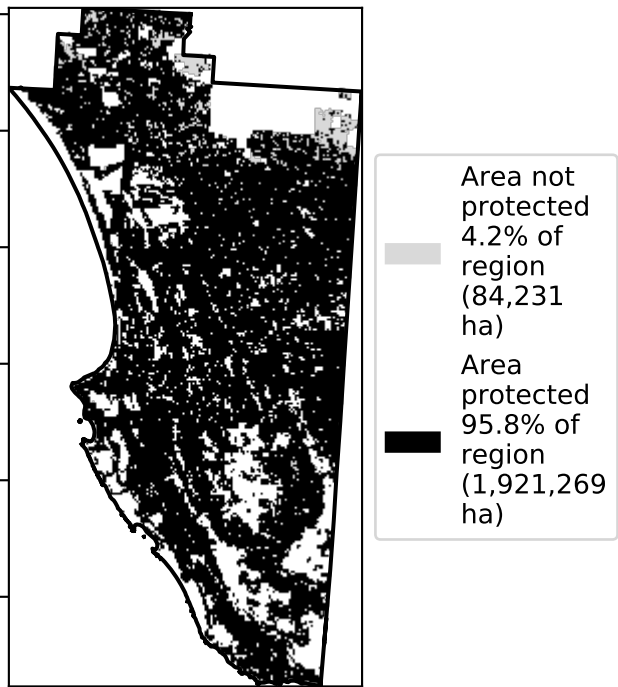 Area not
protected
4.2% of
region
(84,231
ha)
Area
protected
95.8% of
region
(1,921,269
ha)